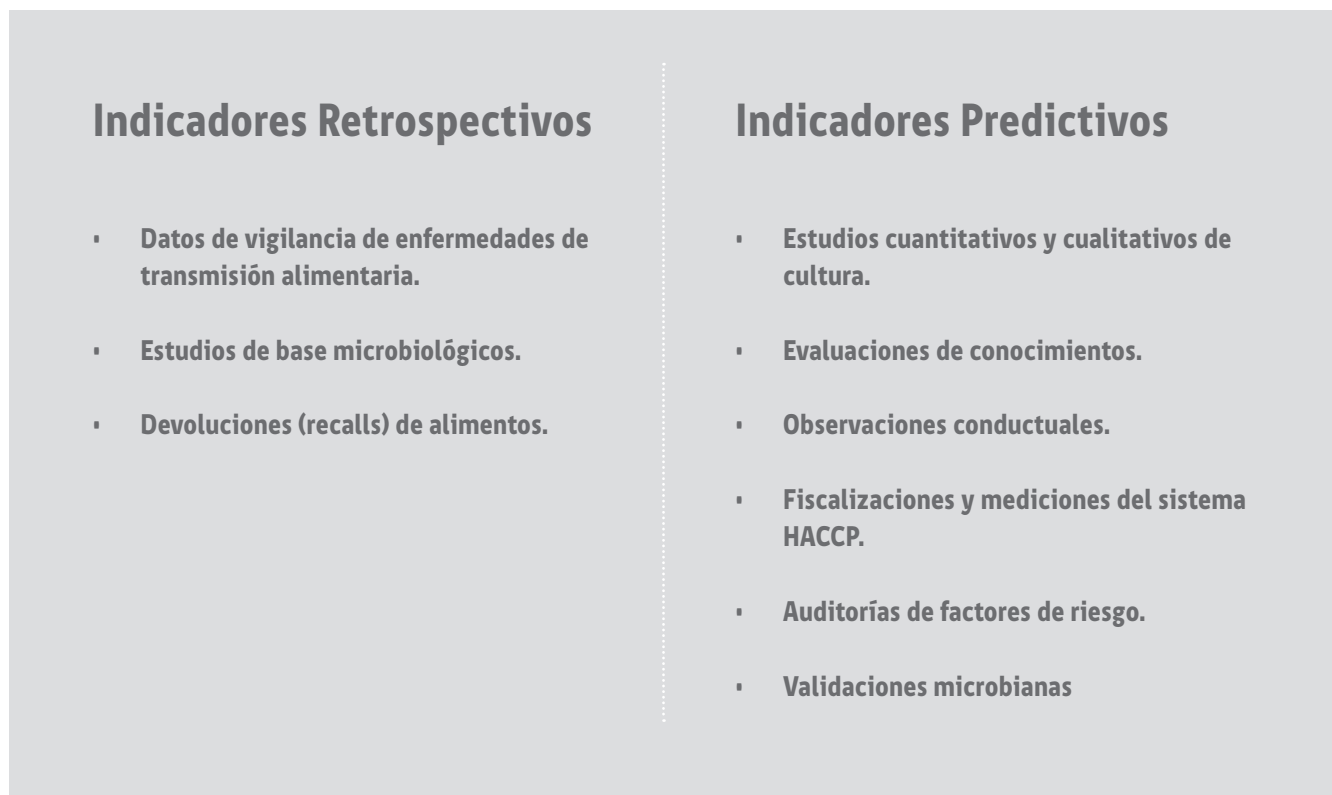 Indicadores Retrospectivos
• Datos de vigilancia de enfermedades de
transmisión alimentaria.
• Estudios de base microbiológicos.
• Devoluciones (recalls) de alimentos.
Indicadores Predictivos
• Estudios cuantitativos y cualitativos de
cultura.
• Evaluaciones de conocimientos.
• Observaciones conductuales.
• Fiscalizaciones y mediciones del sistema
HACCP.
• Auditorías de factores de riesgo.
• Validaciones microbianas